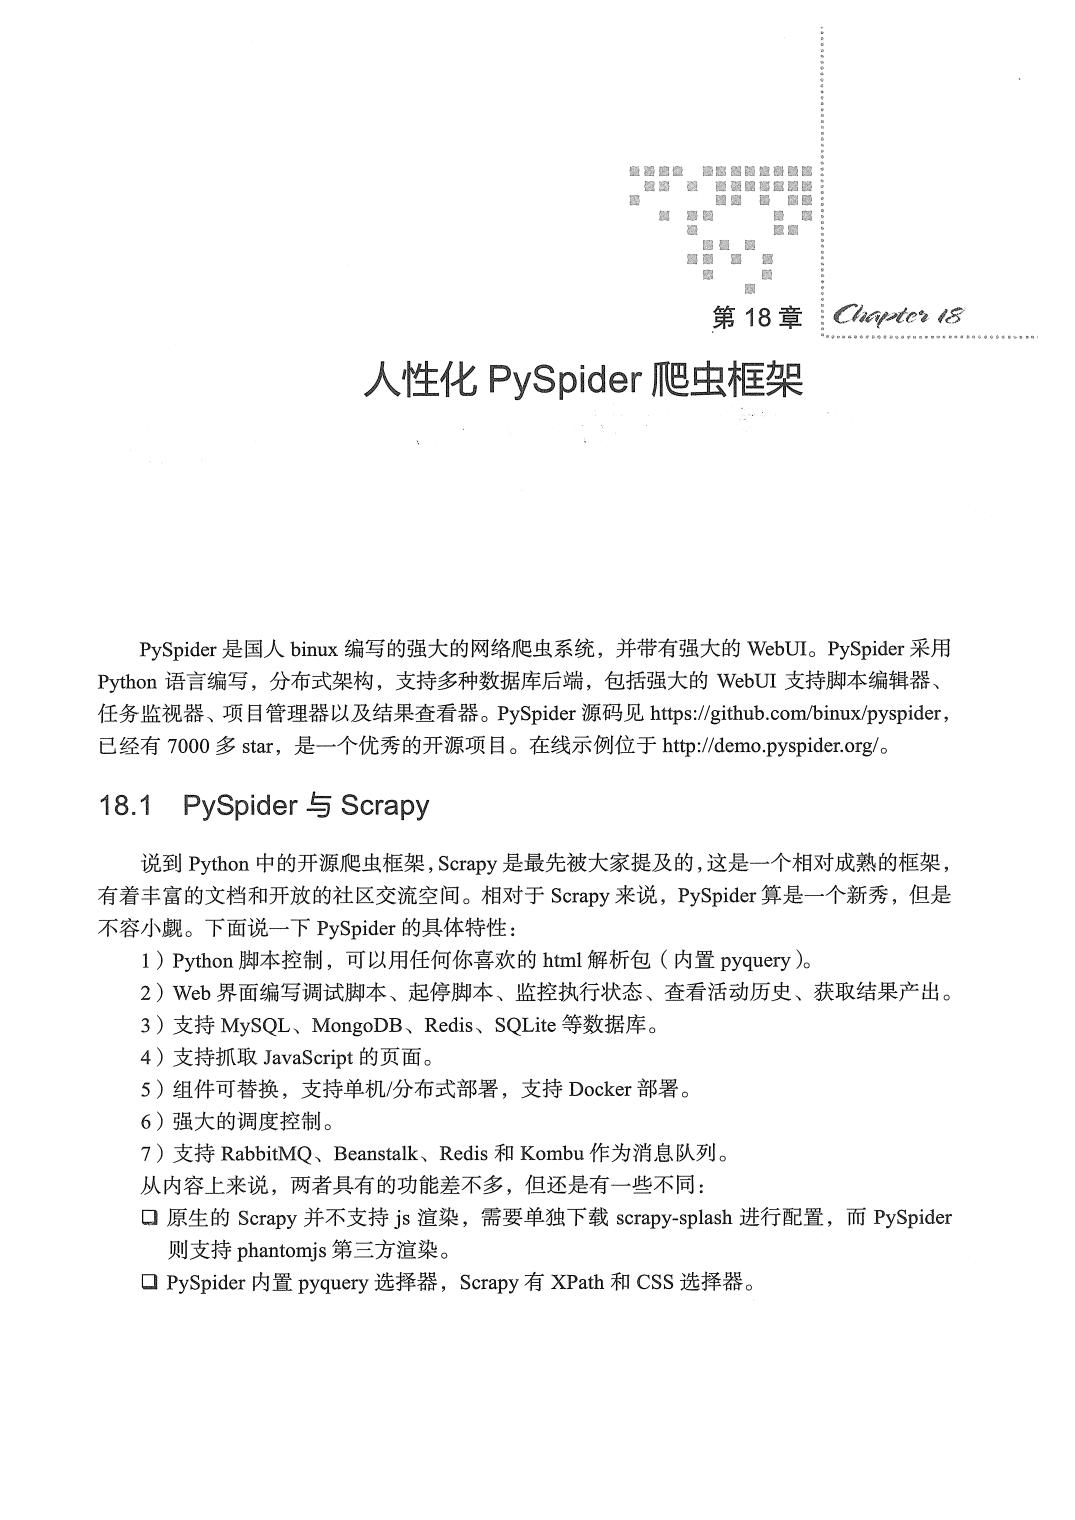 第 18 章
Chapter 18
人性化 PySpider 爬虫框架
PySpider 是国人 binux 编写的强大的网络爬虫系统，并带有强大的 WebUI。PySpider 采用
Python 语言编写，分布式架构，支持多种数据库后端，包括强大的 WebUI 支持脚本编辑器、
任务监视器、项目管理器以及结果查看器。PySpider 源码见 https://github.com/binux/pyspider，
已经有 7000 多 star，是一个优秀的开源项目。在线示例位于 http://demo.pyspider.org/。
18.1 PySpider 与 Scrapy
说到 Python 中的开源爬虫框架，Scrapy 是最先被大家提及的，这是一个相对成熟的框架，
有着丰富的文档和开放的社区交流空间。相对于 Scrapy 来说，PySpider 算是一个新秀，但是
不容小觑。下面说一下 PySpider 的具体特性：
1）Python 脚本控制，可以用任何你喜欢的 html 解析包（内置 pyquery）。
2）Web 界面编写调试脚本、起停脚本、监控执行状态、查看活动历史、获取结果产出。
3）支持 MySQL、MongoDB、Redis、SQLite 等数据库。
4）支持抓取 JavaScript 的页面。
5）组件可替换，支持单机/分布式部署，支持 Docker 部署。
6）强大的调度控制。
7）支持 RabbitMQ、Beanstalk、Redis 和 Kombu 作为消息队列。
从内容上来说，两者具有的功能差不多，但还是有一些不同：
❑ 原生的 Scrapy 并不支持 js 渲染，需要单独下载 scrapy-splash 进行配置，而 PySpider
则支持 phantomjs 第三方渲染。
❑ PySpider 内置 pyquery 选择器，Scrapy 有 XPath 和 CSS 选择器。